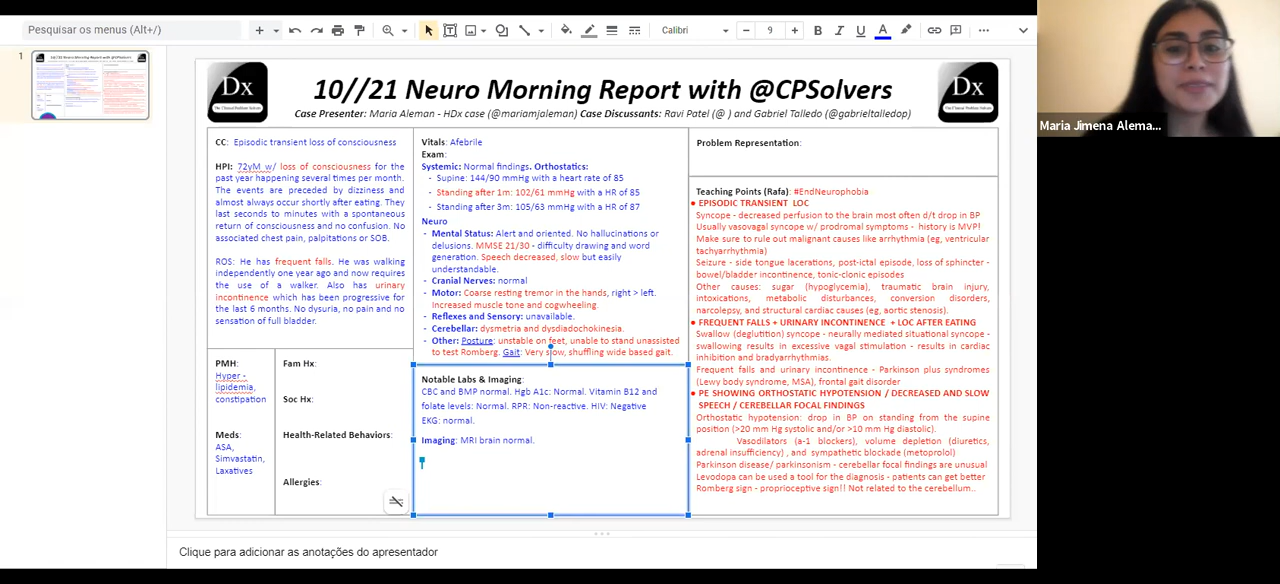 Pesquisar os menus (Alt+/)
Calibri
9
B I U A
1
Dx
The Clinical Problem Solvers
10//21 Neuro Morning Report with @CPSolvers
Case Presenter: Maria Aleman - HDx case (@mariamjaleman) Case Discussants: Ravi Patel (@ ) and Gabriel Talledo (@gabrieltalledop)
Dx
The Clinical Problem Solvers
CC: Episodic transient loss of consciousness
HPI: 72yM w/ loss of consciousness for the
past year happening several times per month.
The events are preceded by dizziness and
almost always occur shortly after eating. They
last seconds to minutes with a spontaneous
return of consciousness and no confusion. No
associated chest pain, palpitations or SOB.
ROS: He has frequent falls. He was walking
independently one year ago and now requires
the use of a walker. Also has urinary
incontinence which has been progressive for
the last 6 months. No dysuria, no pain and no
sensation of full bladder.
PMH:
Hyper -
lipidemia,
constipation
Meds:
ASA,
Simvastatin,
Laxatives
Fam Hx:
Soc Hx:
Health-Related Behaviors:
Allergies:
Vitals: Afebrile
Exam:
Systemic: Normal findings. Orthostatics:
- Supine: 144/90 mmHg with a heart rate of 85
- Standing after 1m: 102/61 mmHg with a HR of 85
- Standing after 3m: 105/63 mmHg with a HR of 87
Neuro
- Mental Status: Alert and oriented. No hallucinations or
delusions. MMSE 21/30 - difficulty drawing and word
generation. Speech decreased, slow but easily
understandable.
- Cranial Nerves: normal
- Motor: Coarse resting tremor in the hands, right > left.
Increased muscle tone and cogwheeling.
- Reflexes and Sensory: unavailable.
- Cerebellar: dysmetria and dysdiadochokinesia.
- Other: Posture: unstable on feet, unable to stand unassisted
to test Romberg. Gait: Very slow, shuffling wide based gait.
Notable Labs & Imaging:
CBC and BMP normal. Hgb A1c: Normal. Vitamin B12 and
folate levels: Normal. RPR: Non-reactive. HIV: Negative
EKG: normal.
Imaging: MRI brain normal.
Problem Representation:
Teaching Points (Rafa): #EndNeurophobia
● EPISODIC TRANSIENT LOC
Syncope - decreased perfusion to the brain most often d/t drop in BP
Usually vasovagal syncope w/ prodromal symptoms - history is MVP!
Make sure to rule out malignant causes like arrhythmia (eg, ventricular
tachyarrhythmia)
Seizure - side tongue lacerations, post-ictal episode, loss of sphincter -
bowel/bladder incontinence, tonic-clonic episodes
Other causes: sugar (hypoglycemia), traumatic brain injury,
intoxications, metabolic disturbances, conversion disorders,
narcolepsy, and structural cardiac causes (eg, aortic stenosis).
● FREQUENT FALLS + URINARY INCONTINENCE + LOC AFTER EATING
Swallow (deglutition) syncope - neurally mediated situational syncope -
swallowing results in excessive vagal stimulation - results in cardiac
inhibition and bradyarrhythmias.
Frequent falls and urinary incontinence - Parkinson plus syndromes
(Lewy body syndrome, MSA), frontal gait disorder
● PE SHOWING ORTHOSTATIC HYPOTENSION / DECREASED AND SLOW
SPEECH / CEREBELLAR FOCAL FINDINGS
Orthostatic hypotension: drop in BP on standing from the supine
position (>20 mm Hg systolic and/or >10 mm Hg diastolic).
Vasodilators (a-1 blockers), volume depletion (diuretics,
adrenal insufficiency) , and sympathetic blockade (metoprolol)
Parkinson disease/ parkinsonism - cerebellar focal findings are unusual
Levodopa can be used a tool for the diagnosis - patients can get better
Romberg sign - proprioceptive sign!! Not related to the cerebellum..
Clique para adicionar as anotações do apresentador
Maria Jimena Alema...